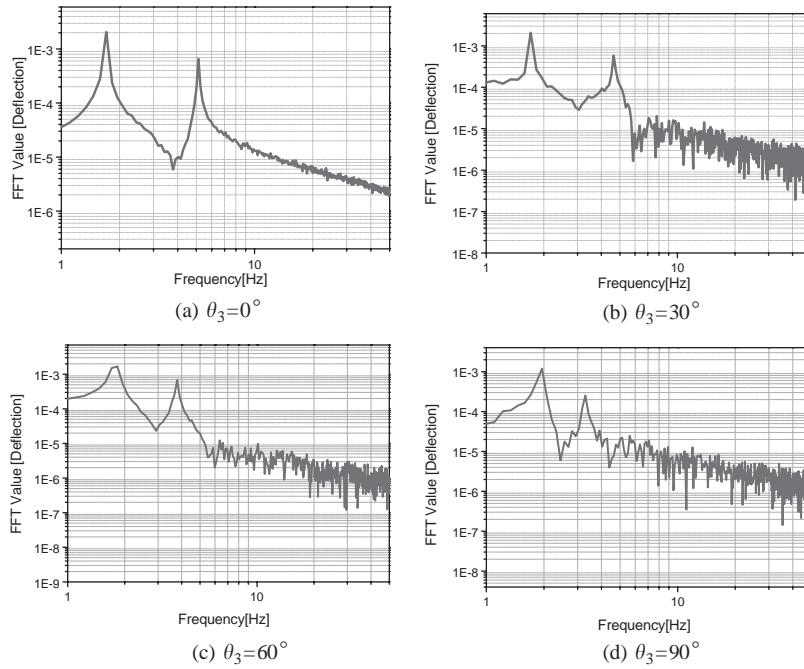 1E-3
1E-4
1E-5
1E-6
FFT Value [Deflection]
1
10
Frequency[Hz]
(a) θ₃=0°
1E-3
1E-4
1E-5
1E-6
1E-7
1E-8
FFT Value [Deflection]
1
10
Frequency[Hz]
(b) θ₃=30°
1E-3
1E-4
1E-5
1E-6
1E-7
1E-8
1E-9
FFT Value [Deflection]
1
10
Frequency[Hz]
(c) θ₃=60°
1E-3
1E-4
1E-5
1E-6
1E-7
1E-8
FFT Value [Deflection]
1
10
Frequency[Hz]
(d) θ₃=90°